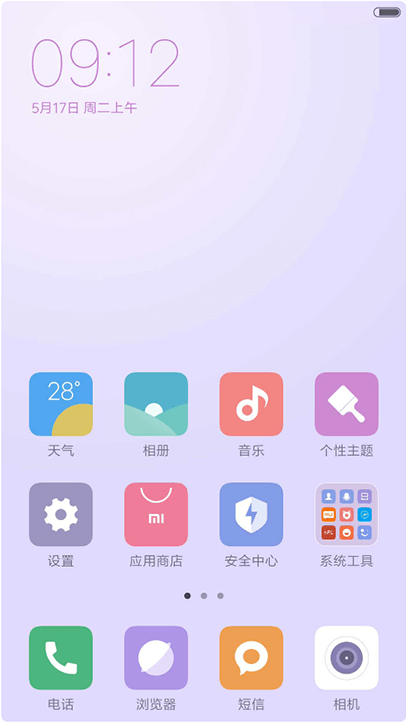 09:12
5月17日 周二上午
28°
天气
相册
音乐
个性主题
mi
设置
应用商店
安全中心
系统工具
电话
浏览器
短信
相机